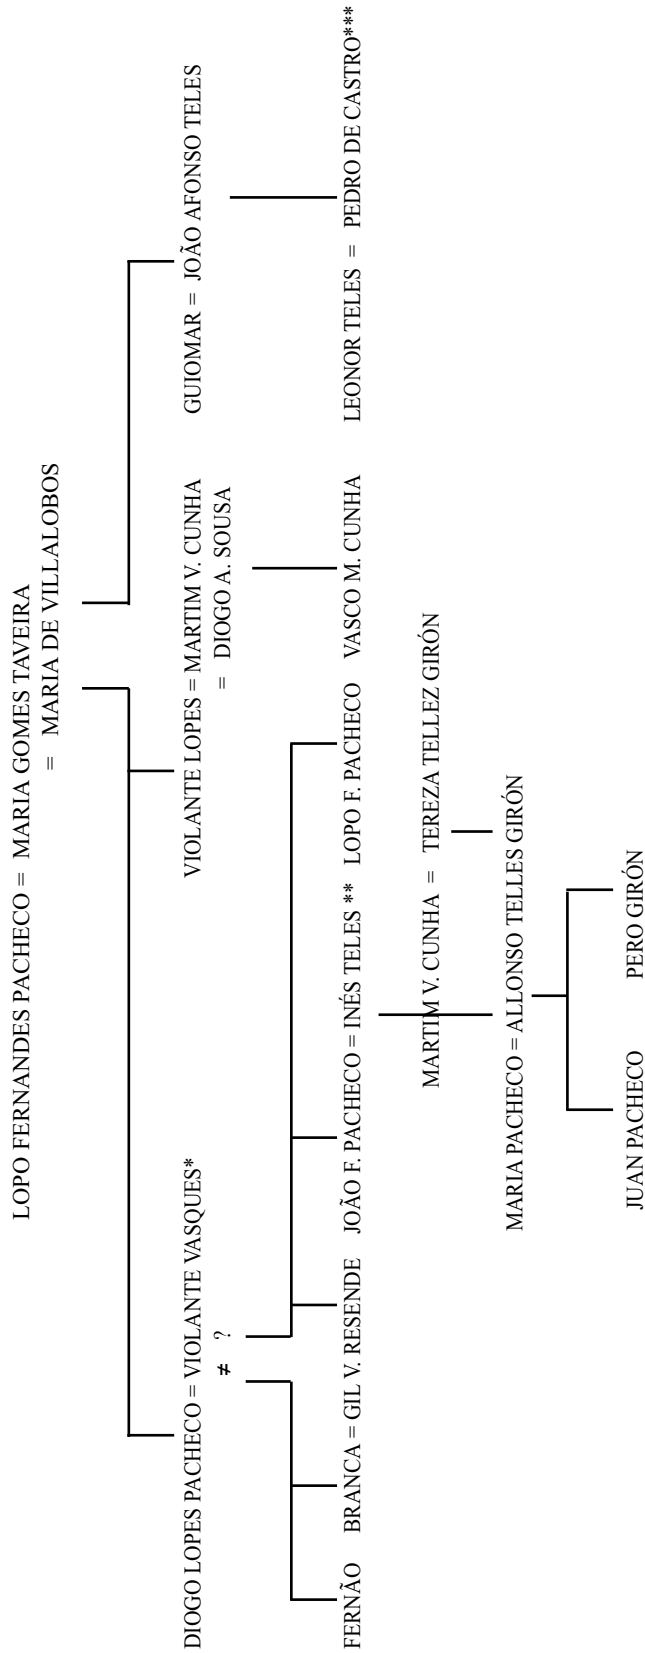 LOPO FERNANDES PACHECO = MARIA GOMES TAVEIRA
= MARIA DE VILLALOBOS
DIOGO LOPES PACHECO = VIOLANTE VASQUES*
≠ ?
VIOLANTE LOPES = MARTIM V. CUNHA
= DIOGO A. SOUSA
GUIOMAR = JOÃO AFONSO TELES
FERNÃO BRANCA = GIL V. RESENDE JOÃO F. PACHECO = INÉS TELES ** LOPO F. PACHECO VASCO M. CUNHA LEONOR TELES = PEDRO DE CASTRO***
MARTIM V. CUNHA = TEREZA TELLEZ GIRÓN
MARIA PACHECO = ALLONSO TELLES GIRÓN
JUAN PACHECO PERO GIRÓN